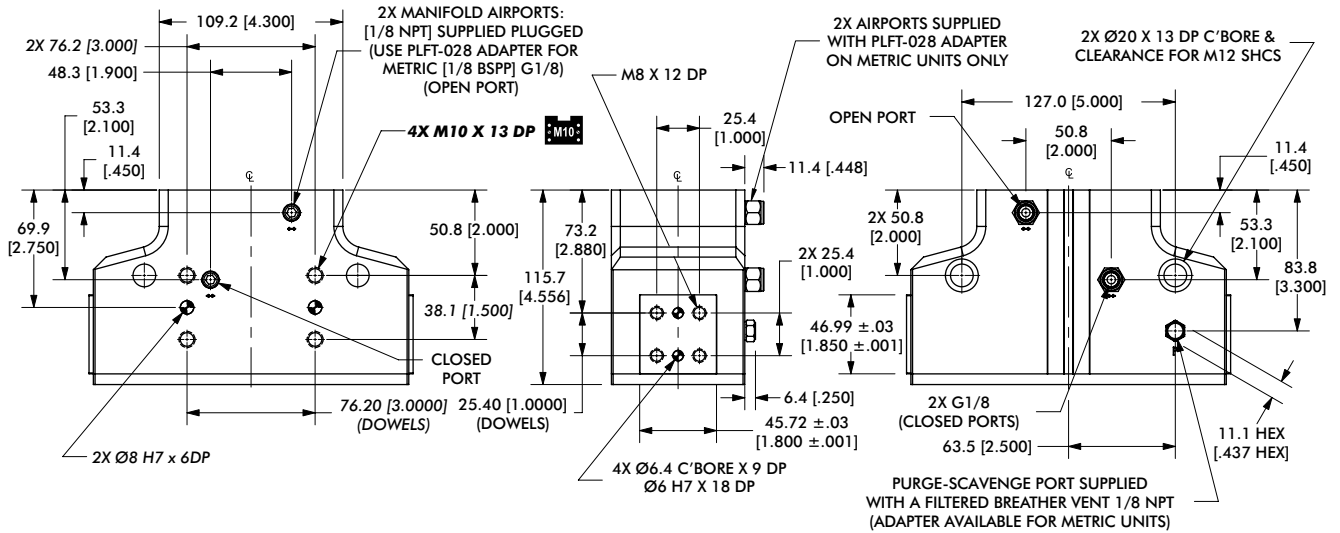 109.2 [4.300]
2X 76.2 [3.000]
48.3 [1.900]
53.3
[2.100]
11.4
[.450]
69.9
[2.750]
2X MANIFOLD AIRPORTS:
[1/8 NPT] SUPPLIED PLUGGED
(USE PLFT-028 ADAPTER FOR
METRIC [1/8 BSPP] G1/8)
(OPEN PORT)
4X M10 X 13 DP
M10
℄
50.8 [2.000]
38.1 [1.500]
CLOSED
PORT
76.20 [3.0000]
(DOWELS)
2X Ø8 H7 x 6DP
2X AIRPORTS SUPPLIED
WITH PLFT-028 ADAPTER
ON METRIC UNITS ONLY
M8 X 12 DP
25.4
[1.000]
11.4 [.448]
℄
73.2
[2.880]
115.7
[4.556]
2X 25.4
[1.000]
25.40 [1.0000]
(DOWELS)
6.4 [.250]
45.72 ±.03
[1.800 ±.001]
4X Ø6.4 C'BORE X 9 DP
Ø6 H7 X 18 DP
2X Ø20 X 13 DP C'BORE &
CLEARANCE FOR M12 SHCS
127.0 [5.000]
OPEN PORT
50.8
[2.000]
11.4
[.450]
℄
2X 50.8
[2.000]
53.3
[2.100]
83.8
[3.300]
46.99 ±.03
[1.850 ±.001]
2X G1/8
(CLOSED PORTS)
63.5 [2.500]
11.1 HEX
[.437 HEX]
P
PURGE-SCAVENGE PORT SUPPLIED
WITH A FILTERED BREATHER VENT 1/8 NPT
(ADAPTER AVAILABLE FOR METRIC UNITS)